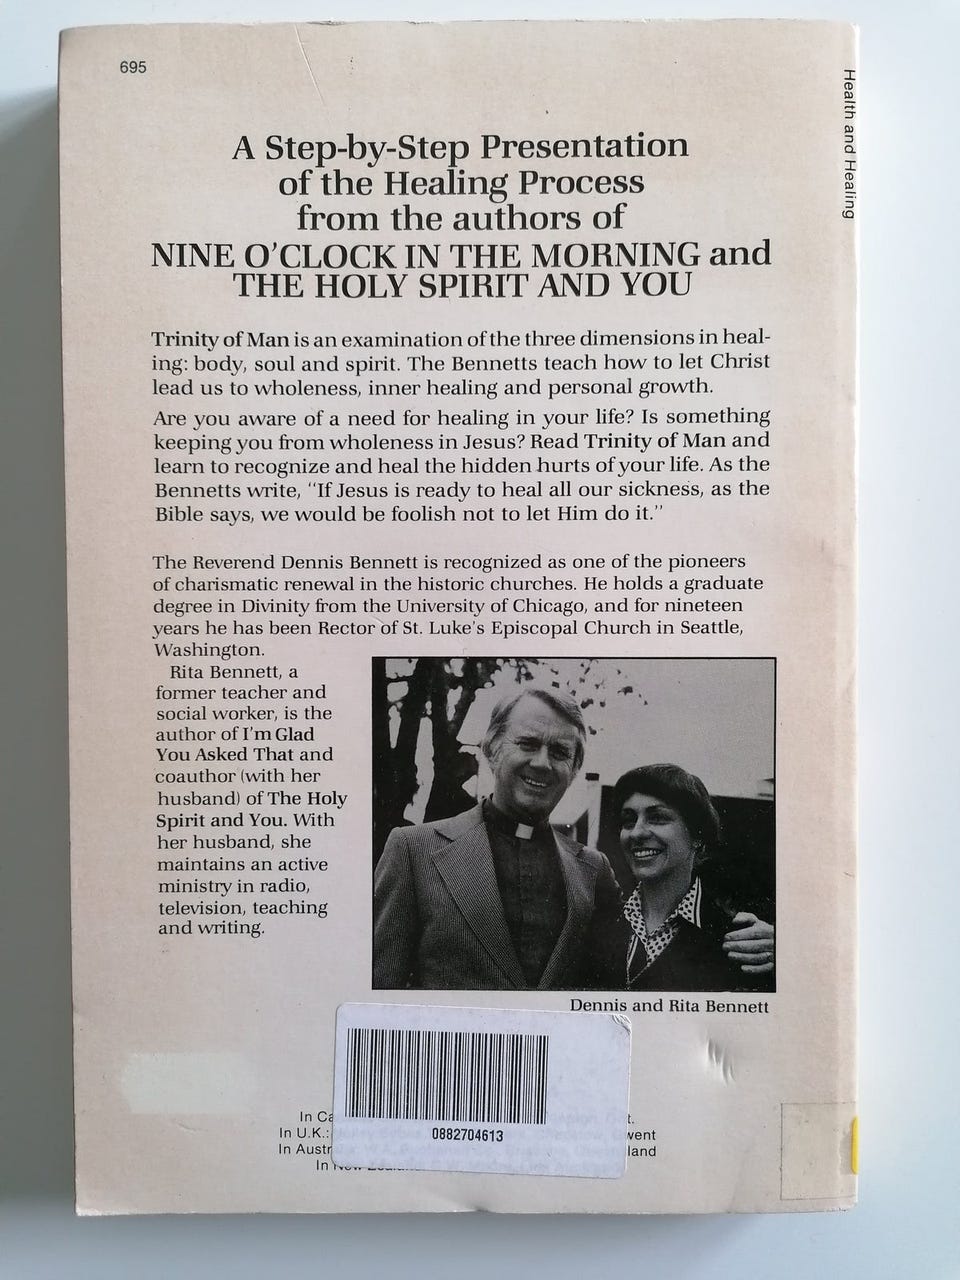 695
Health and Healing
A Step-by-Step Presentation
of the Healing Process
from the authors of
NINE O'CLOCK IN THE MORNING and
THE HOLY SPIRIT AND YOU
Trinity of Man is an examination of the three dimensions in heal-
ing: body, soul and spirit. The Bennetts teach how to let Christ
lead us to wholeness, inner healing and personal growth.
Are you aware of a need for healing in your life? Is something
keeping you from wholeness in Jesus? Read Trinity of Man and
learn to recognize and heal the hidden hurts of your life. As the
Bennetts write, "If Jesus is ready to heal all our sickness, as the
Bible says, we would be foolish not to let Him do it."
The Reverend Dennis Bennett is recognized as one of the pioneers
of charismatic renewal in the historic churches. He holds a graduate
degree in Divinity from the University of Chicago, and for nineteen
years he has been Rector of St. Luke's Episcopal Church in Seattle,
Washington.
Rita Bennett, a
former teacher and
social worker, is the
author of I'm Glad
You Asked That and
coauthor (with her
husband) of The Holy
Spirit and You. With
her husband, she
maintains an active
ministry in radio,
television, teaching
and writing.
Dennis and Rita Bennett
In
In U.K.:
In
In
0882704613